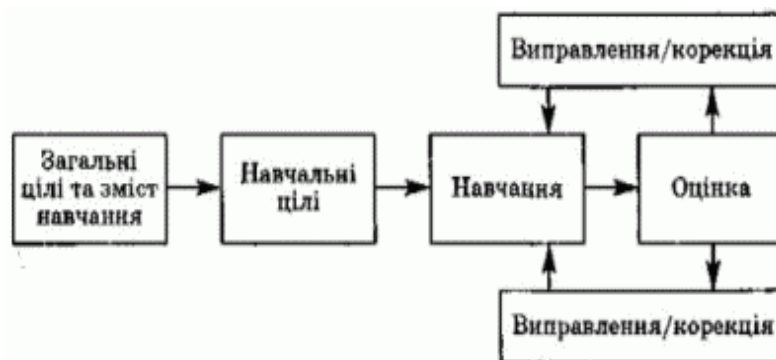 Виправлення/корекція
Загальні
цілі та зміст
навчання
Навчальні
цілі
Навчання
Оцінка
Виправлення/корекція